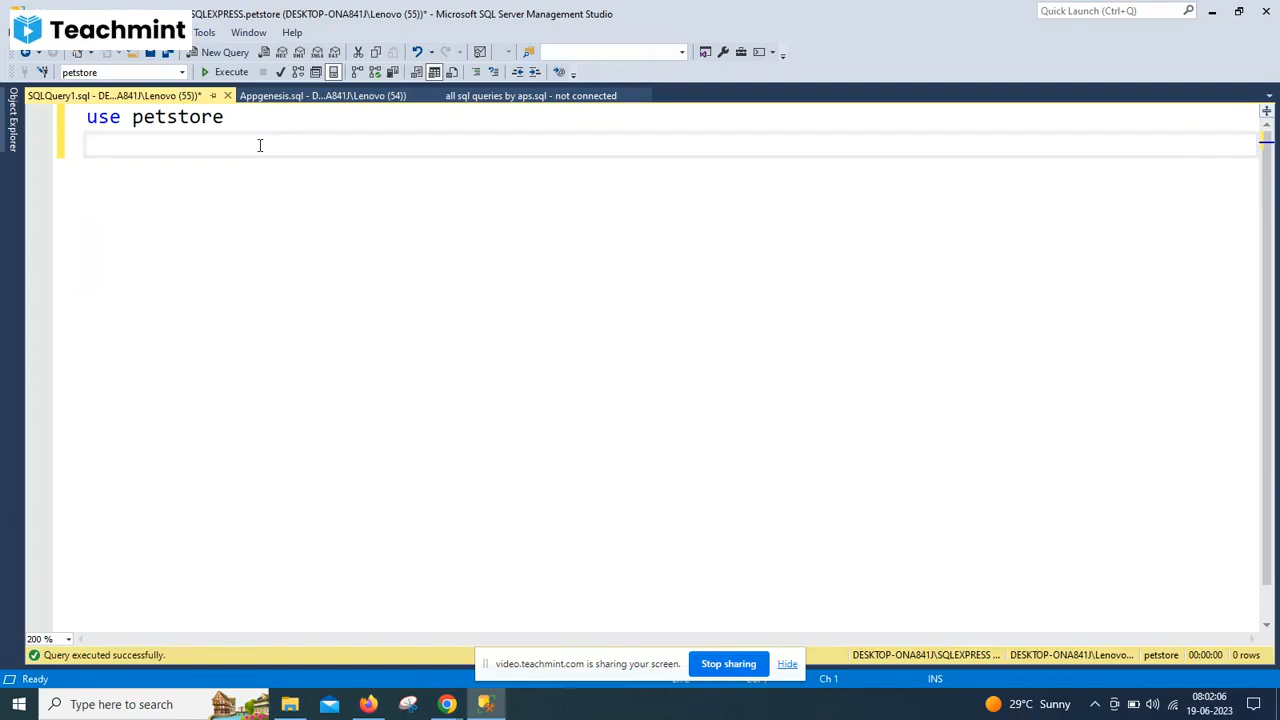 SQLEXPRESS.petstore (DESKTOP-ONA841J\Lenovo (55))* - Microsoft SQL Server Management Studio
Quick Launch (Ctrl+Q)
Teachmint
Tools Window Help
New Query
petstore
Execute
SQLQuery1.sql - DE...A841J\Lenovo (55))*
Appgenesis.sql - D...A841J\Lenovo (54))
all sql queries by aps.sql - not connected
Object Explorer
use petstore
200 %
Query executed successfully.
DESKTOP-ONA841J\SQLEXPRESS ...
DESKTOP-ONA841J\Lenovo...
petstore
00:00:00
0 rows
video.teachmint.com is sharing your screen.
Stop sharing
Hide
Ready
Ch 1
INS
Type here to search
29°C Sunny
08:02:06
19-06-2023